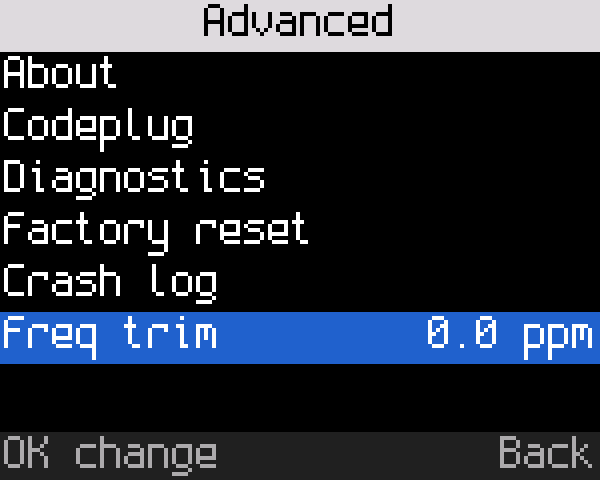 Advanced
About
Codeplug
Diagnostics
Factory reset
Crash log
Freq trim 0.0 ppm
OK change Back